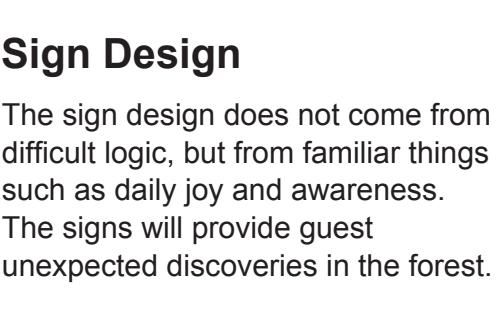 Sign Design
The sign design does not come from
difficult logic, but from familiar things
such as daily joy and awareness.
The signs will provide guest
unexpected discoveries in the forest.